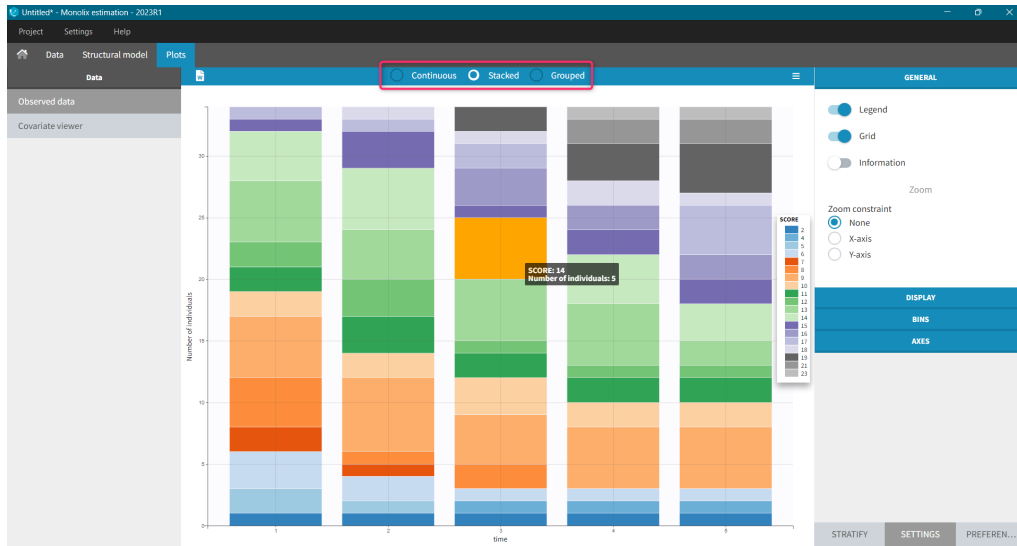 Untitled* - Monolix estimation - 2023R1
Project Settings Help
Data Structural model Plots
Data
Continuous Stacked Grouped
GENERAL
Observed data
Covariate viewer
Legend
Grid
Information
Zoom
Zoom constraint
None
X-axis
Y-axis
DISPLAY
BINS
AXES
Number of individuals
30
25
20
15
10
5
0
1 2 3 4 5
time
SCORE: 14
Number of individuals: 5
SCORE
2
4
5
6
7
8
9
10
11
12
13
14
15
16
17
18
19
21
23
STRATIFY SETTINGS PREFEREN...